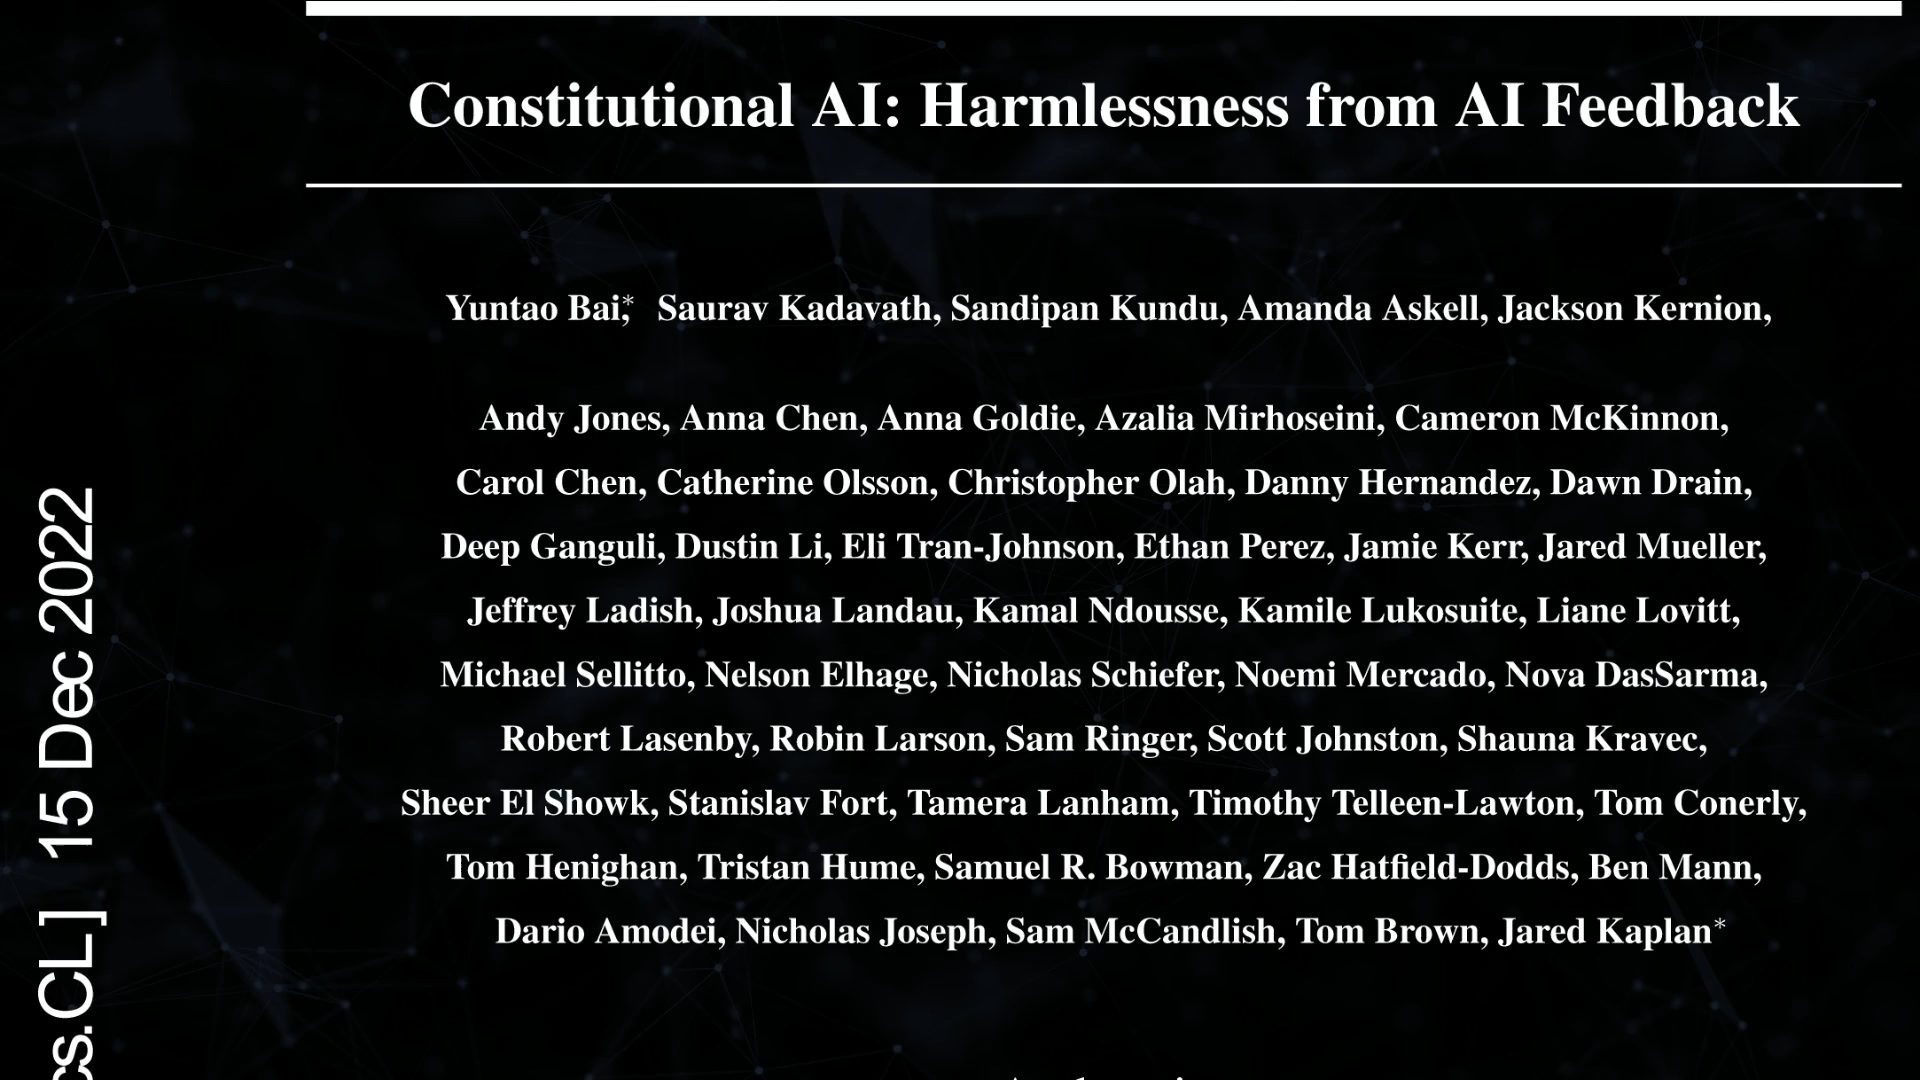 Constitutional AI: Harmlessness from AI Feedback
Yuntao Bai,* Saurav Kadavath, Sandipan Kundu, Amanda Askell, Jackson Kernion,
Andy Jones, Anna Chen, Anna Goldie, Azalia Mirhoseini, Cameron McKinnon,
Carol Chen, Catherine Olsson, Christopher Olah, Danny Hernandez, Dawn Drain,
Deep Ganguli, Dustin Li, Eli Tran-Johnson, Ethan Perez, Jamie Kerr, Jared Mueller,
Jeffrey Ladish, Joshua Landau, Kamal Ndousse, Kamile Lukosuite, Liane Lovitt,
Michael Sellitto, Nelson Elhage, Nicholas Schiefer, Noemi Mercado, Nova DasSarma,
Robert Lasenby, Robin Larson, Sam Ringer, Scott Johnston, Shauna Kravec,
Sheer El Showk, Stanislav Fort, Tamera Lanham, Timothy Telleen-Lawton, Tom Conerly,
Tom Henighan, Tristan Hume, Samuel R. Bowman, Zac Hatfield-Dodds, Ben Mann,
Dario Amodei, Nicholas Joseph, Sam McCandlish, Tom Brown, Jared Kaplan*
cs.CL] 15 Dec 2022